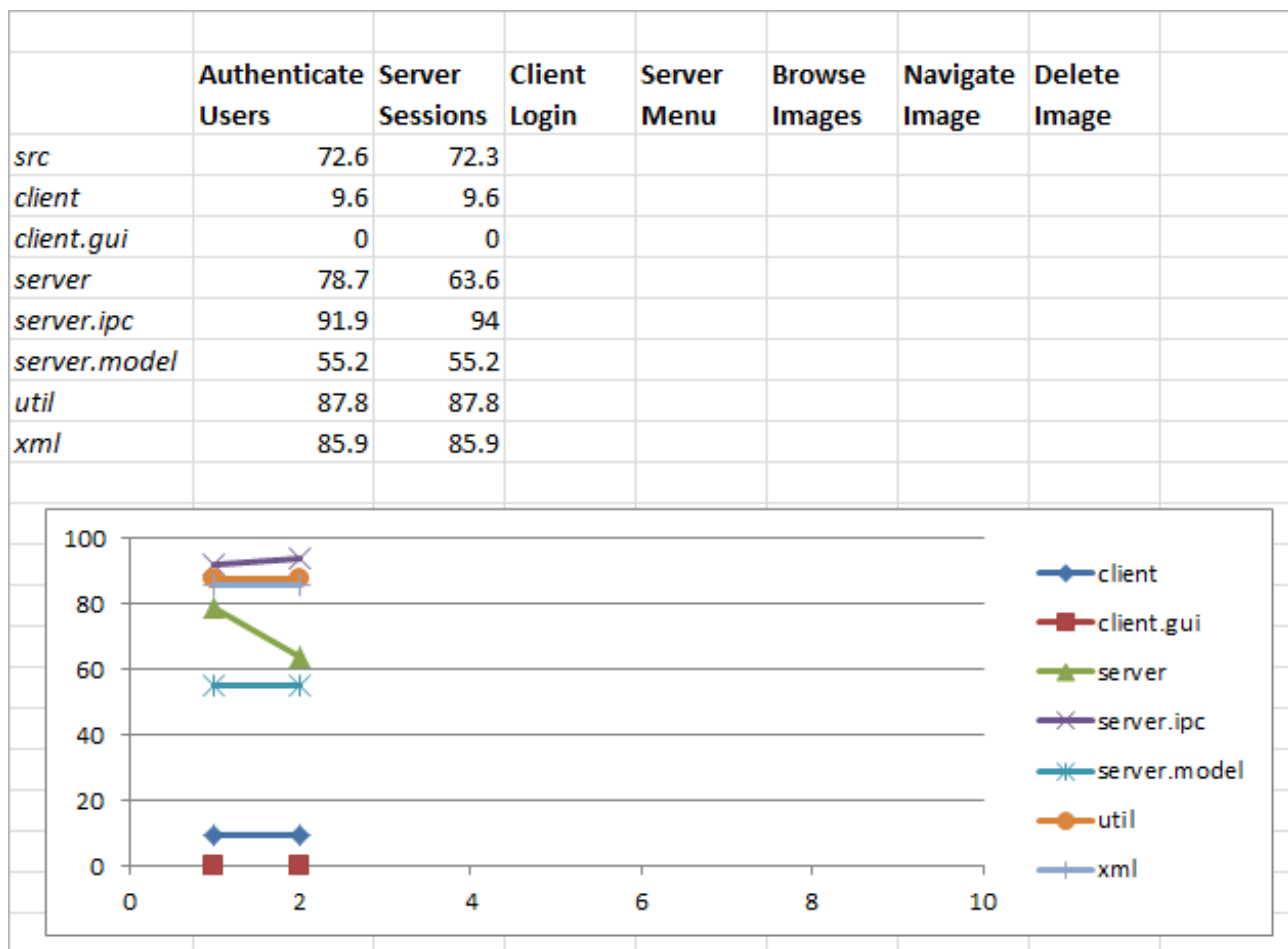 Authenticate Server Client Server Browse Navigate Delete
Users Sessions Login Menu Images Image Image
src 72.6 72.3
client 9.6 9.6
client.gui 0 0
server 78.7 63.6
server.ipc 91.9 94
server.model 55.2 55.2
util 87.8 87.8
xml 85.9 85.9
100
80
60
40
20
0
0 2 4 6 8 10
client
client.gui
server
server.ipc
server.model
util
xml